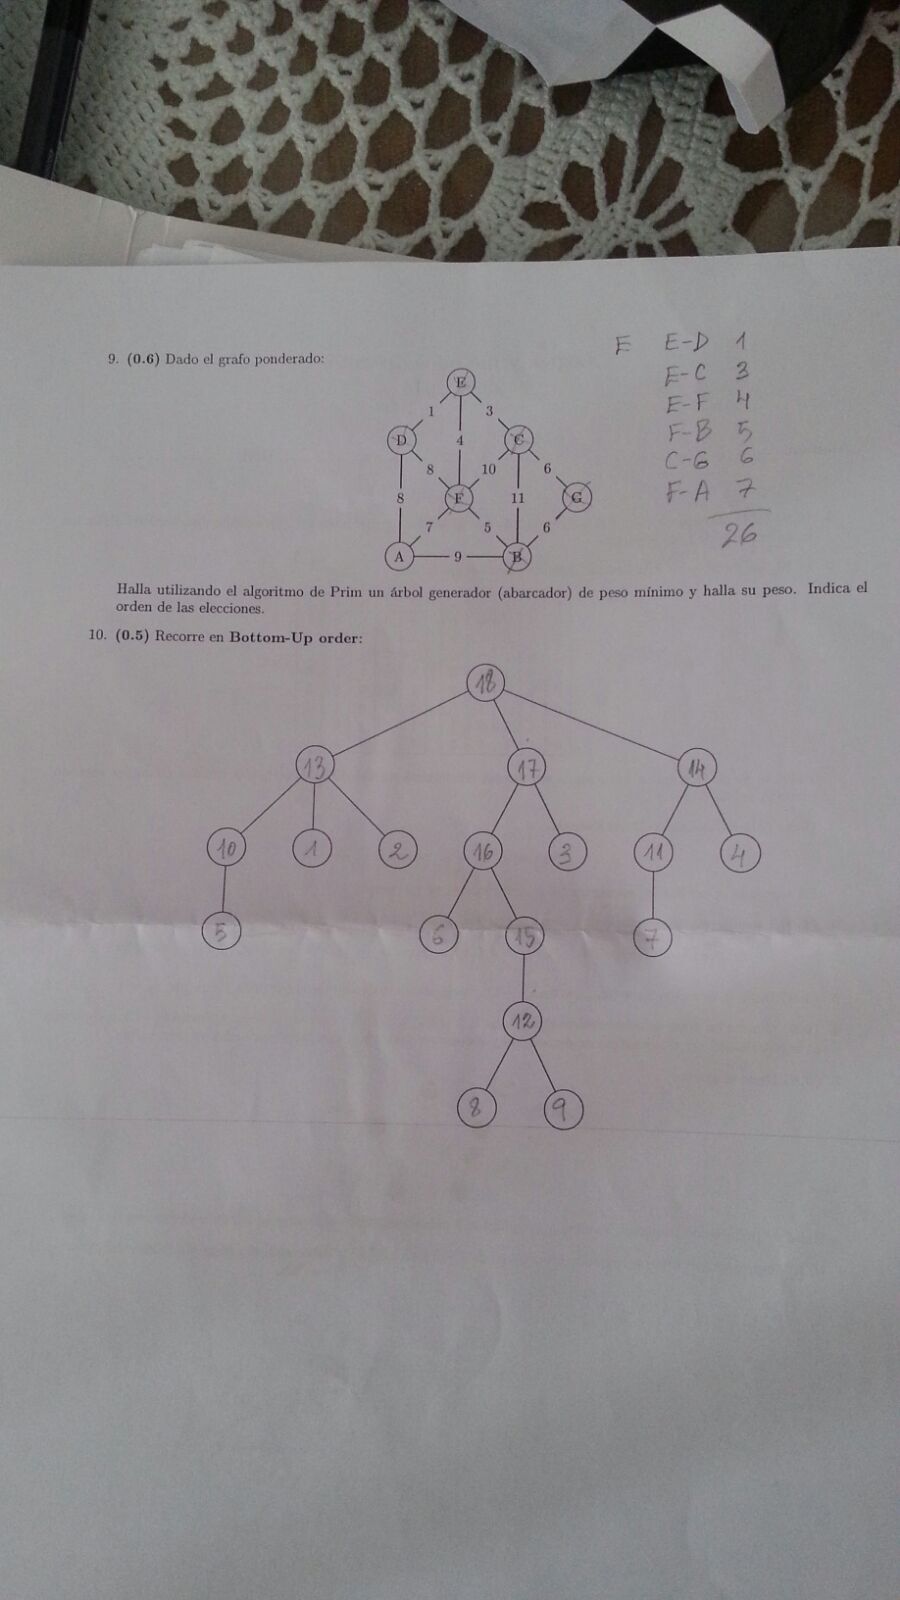 9. (0.6) Dado el grafo ponderado:
E E-D 1
E-C 3
E-F 4
F-B 5
C-G 6
F-A 7
26
E
1 3
D 4 C
8 10 6
8 F 11 G
7 5 6
A 9 B
Halla utilizando el algoritmo de Prim un árbol generador (abarcador) de peso mínimo y halla su peso. Indica el
orden de las elecciones.
10. (0.5) Recorre en Bottom-Up order:
18
13 17 14
10 1 2 16 3 11 4
5 6 15 7
12
8 9